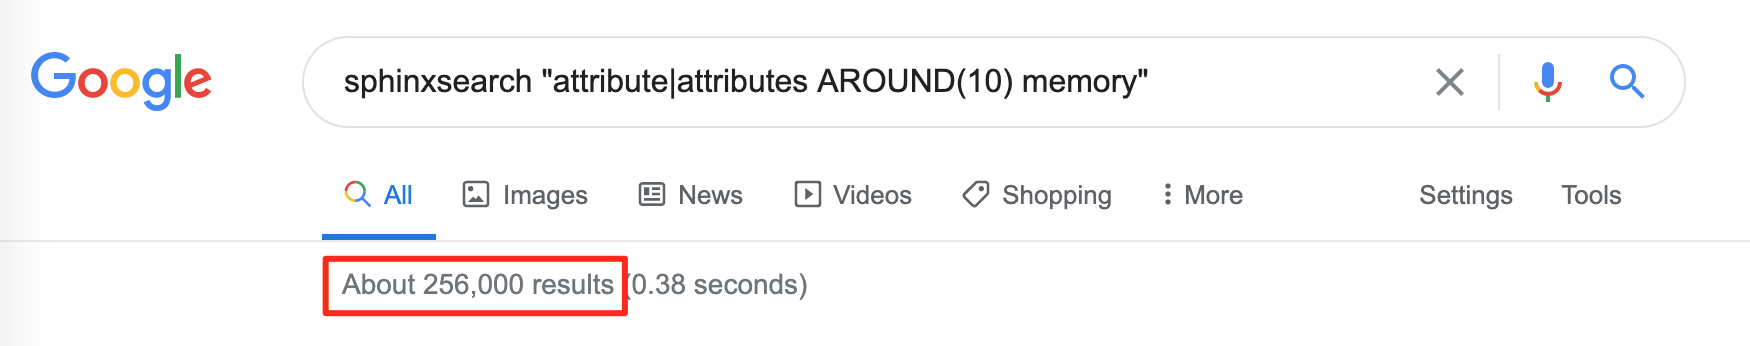 Google
sphinxsearch "attribute|attributes AROUND(10) memory"
All Images News Videos Shopping More Settings Tools
About 256,000 results (0.38 seconds)